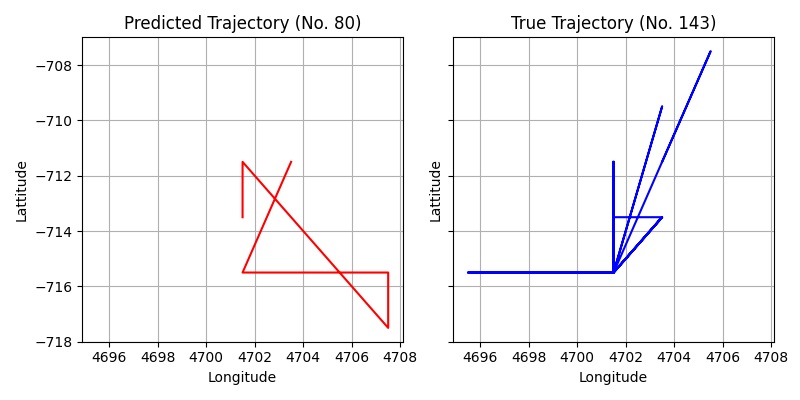 Predicted Trajectory (No. 80)
True Trajectory (No. 143)
Lattitude
−708
−710
−712
−714
−716
−718
4696 4698 4700 4702 4704 4706 4708
Longitude
Lattitude
4696 4698 4700 4702 4704 4706 4708
Longitude